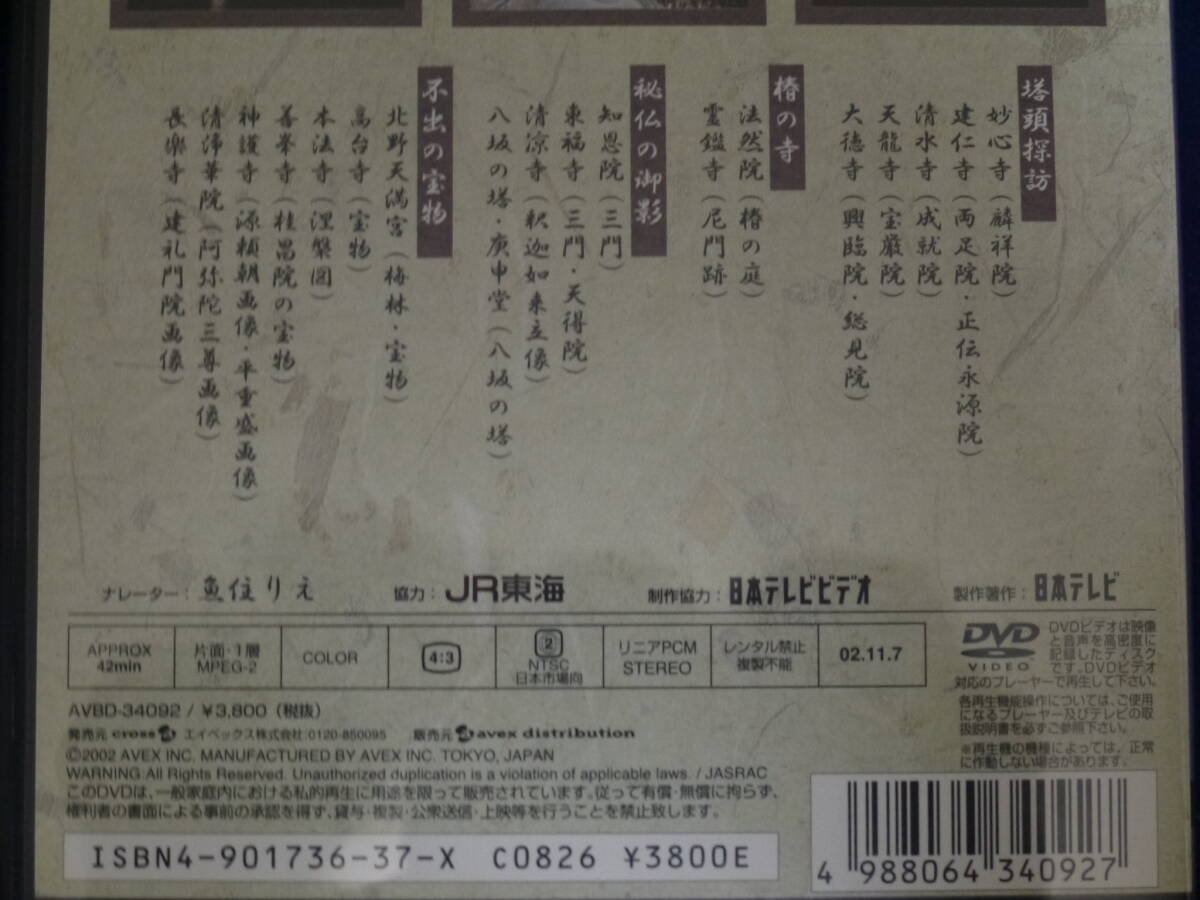 塔頭探訪
妙心寺(麟祥院)
建仁寺(両足院・正伝永源院)
清水寺(成就院)
天龍寺(宝厳院)
大徳寺(興臨院・総見院)
椿の寺
法然院(椿の庭)
霊鑑寺(尼門跡)
秘仏の御影
知恩院(三門)
東福寺(三門・天得院)
清涼寺(釈迦如来立像)
八坂の塔・庚申堂(八坂の塔)
不出の宝物
北野天満宮(梅林・宝物)
高台寺(宝物)
本法寺(涅槃図)
善峯寺(桂昌院の宝物)
神護寺(源頼朝画像・平重盛画像)
清浄華院(阿弥陀三尊画像)
長樂寺(建礼門院画像)
ナレーター:魚住りえ 協力:JR東海 制作協力:日本テレビビデオ 製作著作:日本テレビ
APPROX 42min
片面・1層 MPEG-2
COLOR
4:3
2 NTSC 日本市場向
リニアPCM STEREO
レンタル禁止 複製不能
02.11.7
DVD VIDEO
DVDビデオは映像
と音声を高密度に
記録したディスク
です。DVDビデオ
対応のプレーヤーで再生して下さい。
各再生機能操作については、ご使用
になるプレーヤー及びテレビの取
扱説明書を必ずご参照下さい。
※再生機の機種によっては、正常
に作動しない場合があります。
AVBD-34092 / ¥3,800(税抜)
発売元 cross エイベックス株式会社:0120-850095 販売元 avex distribution
©2002 AVEX INC. MANUFACTURED BY AVEX INC. TOKYO, JAPAN
WARNING:All Rights Reserved. Unauthorized duplication is a violation of applicable laws. / JASRAC
このDVDは、一般家庭内における私的再生に用途を限って販売されています。従って有償・無償に拘らず、
権利者の書面による事前の承認を得ず、貸与・複製・公衆送信・上映等を行うことを禁止致します。
ISBN4-901736-37-X C0826 ¥3800E
4 988064 340927